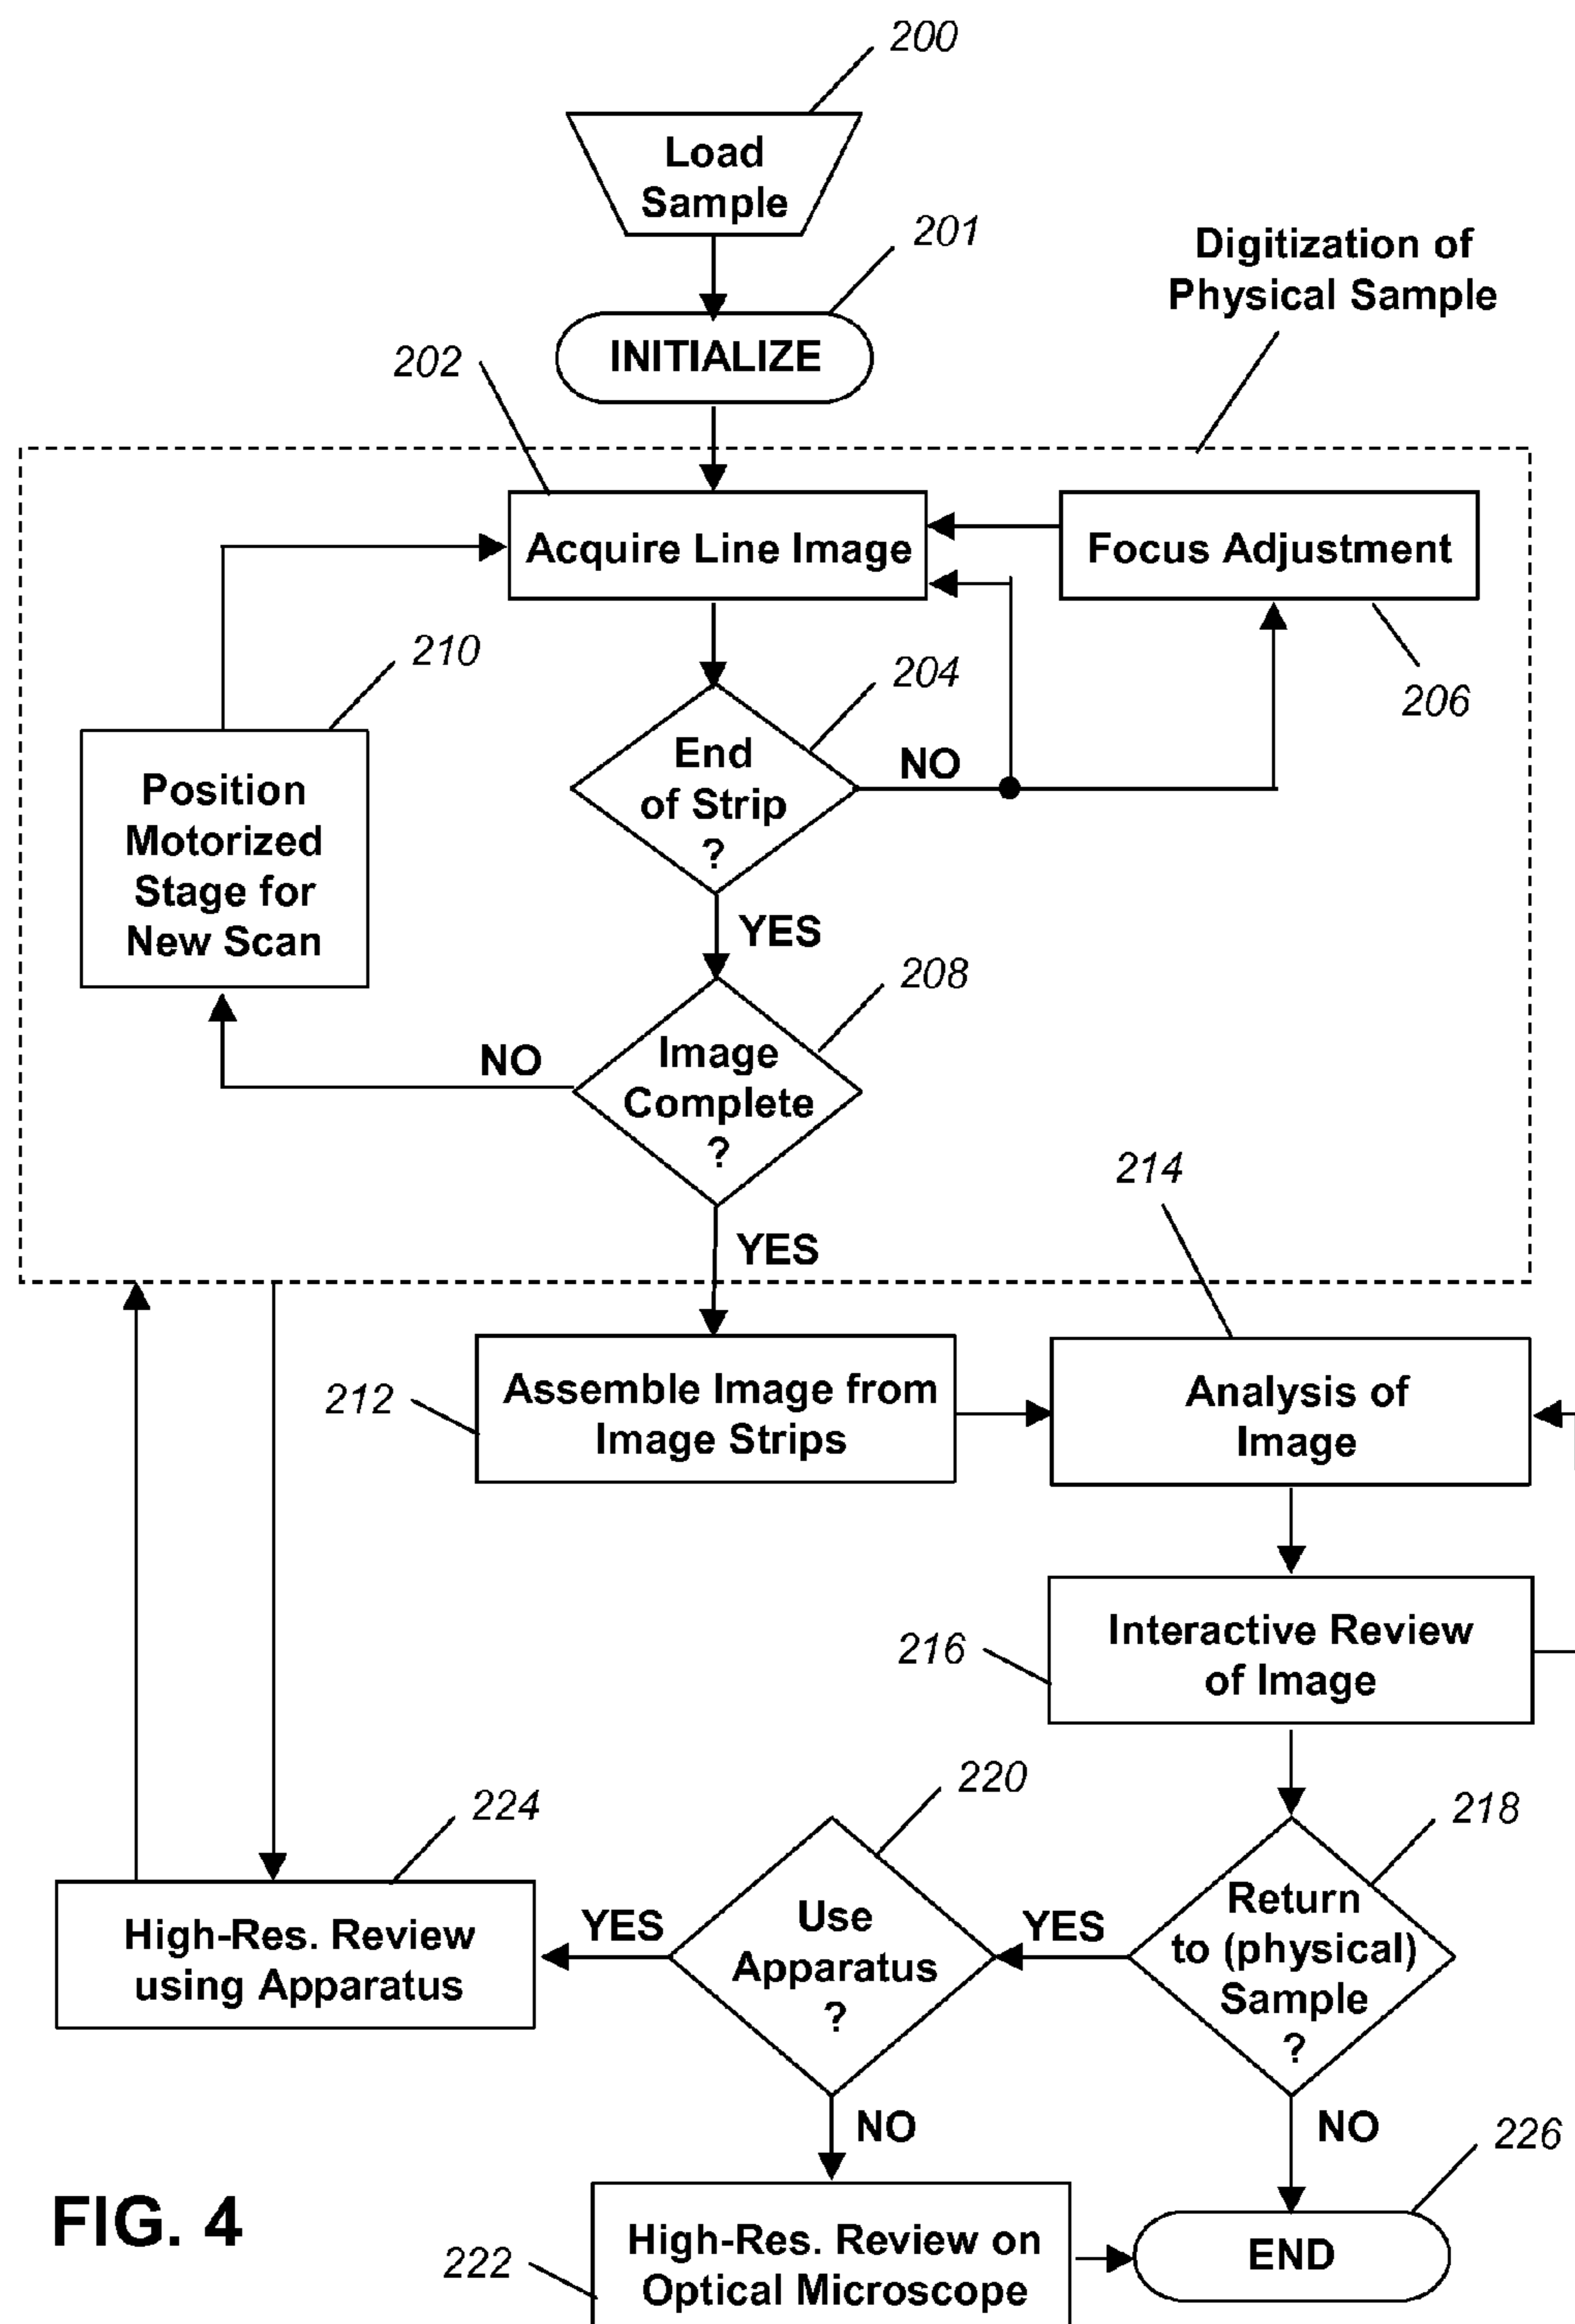 200
Load
Sample
201
INITIALIZE
Digitization of
Physical Sample
202
Acquire Line Image
Focus Adjustment
206
210
Position
Motorized
Stage for
New Scan
204
End
of Strip
?
NO
YES
208
Image
Complete
?
NO
YES
212
Assemble Image from
Image Strips
214
Analysis of
Image
216
Interactive Review
of Image
218
Return
to (physical)
Sample
?
YES
NO
220
Use
Apparatus
?
YES
NO
224
High-Res. Review
using Apparatus
222
High-Res. Review on
Optical Microscope
226
END
FIG. 4